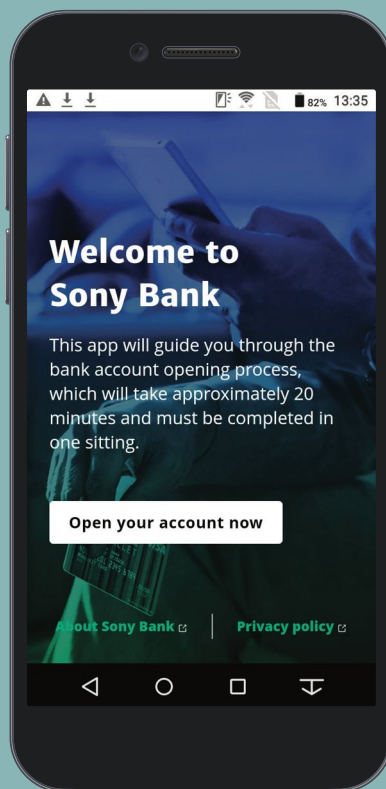 82% 13:35
Welcome to
Sony Bank
This app will guide you through the
bank account opening process,
which will take approximately 20
minutes and must be completed in
one sitting.
Open your account now
VISA
About Sony Bank
Privacy policy